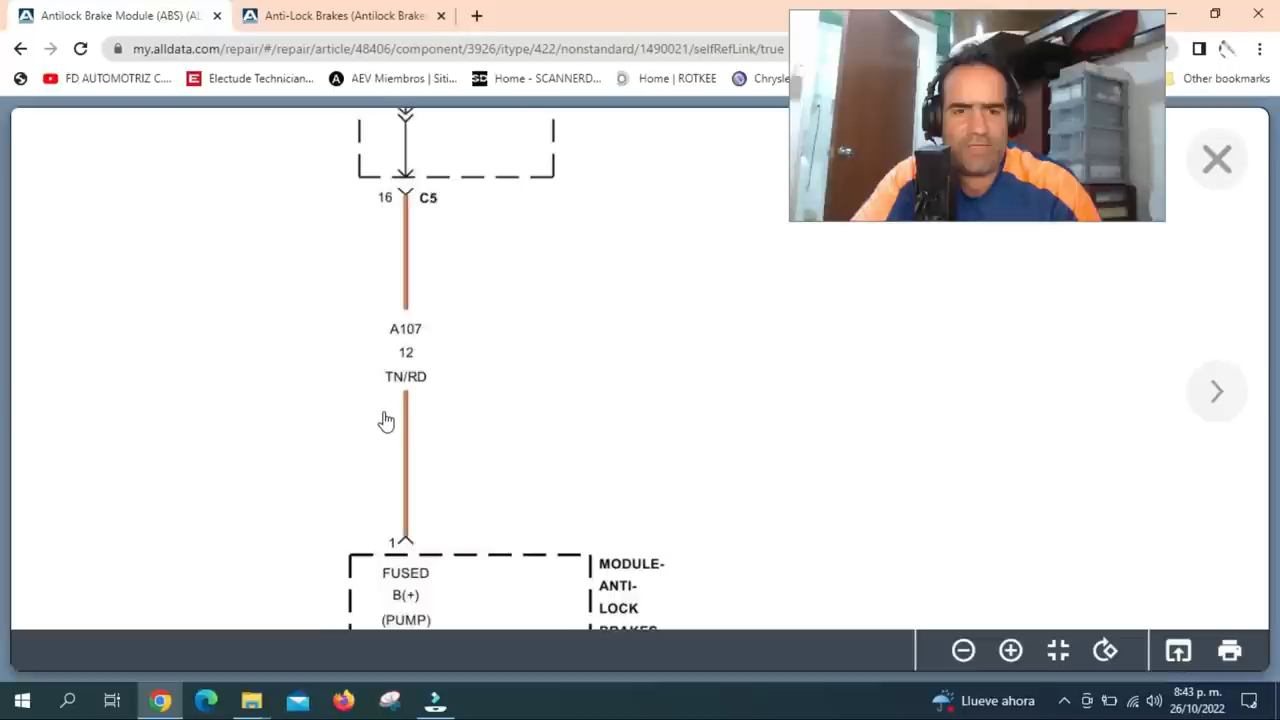 Antilock Brake Module (ABS) (AL
Anti-Lock Brakes (Antilock Brake
my.alldata.com/repair/#/repair/article/48406/component/3926/itype/422/nonstandard/1490021/selfRefLink/true
FD AUTOMOTRIZ C....
Electude Technician...
AEV Miembros | Siti...
Home - SCANNERD...
Home | ROTKEE
Chrysle
Other bookmarks
16 C5
A107
12
TN/RD
1
FUSED
B(+)
(PUMP)
MODULE-
ANTI-
LOCK
BRAKES
Llueve ahora
8:43 p. m.
26/10/2022